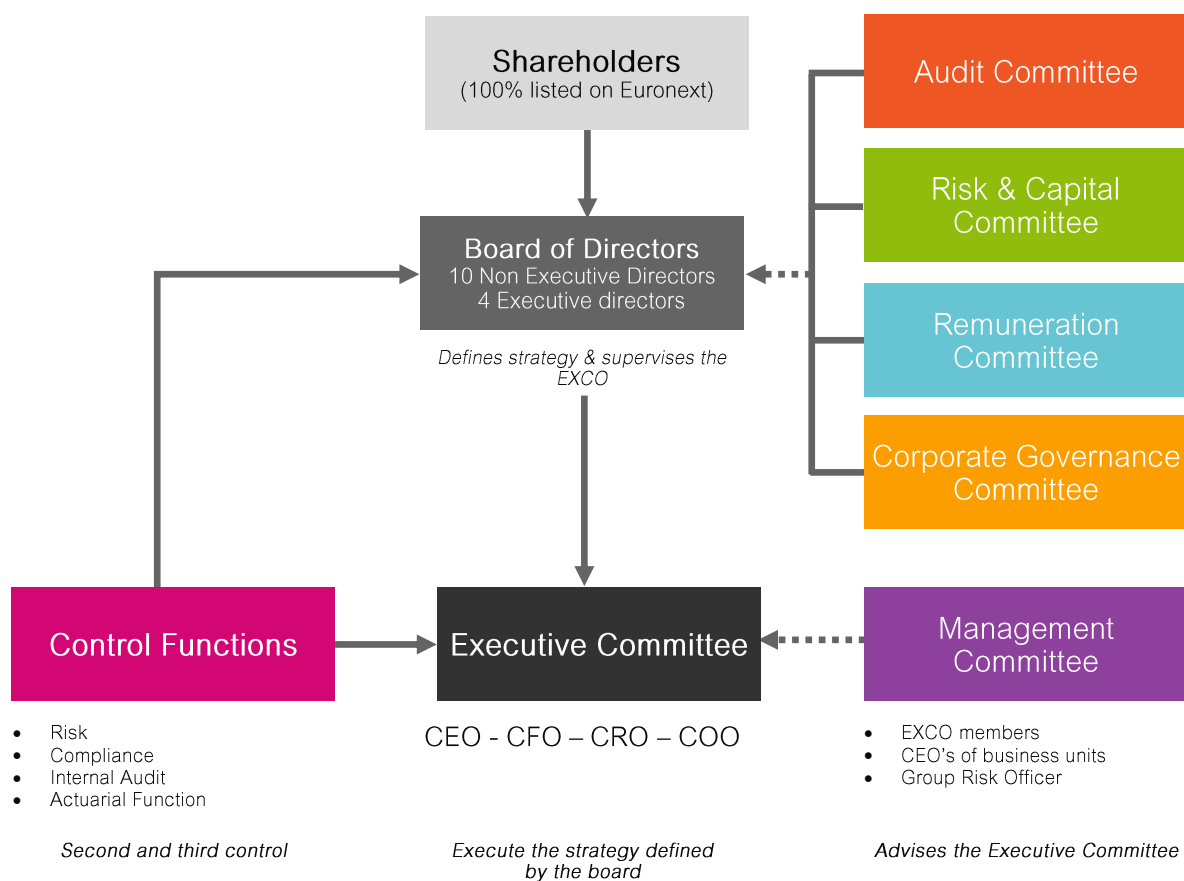 Shareholders
(100% listed on Euronext)
Board of Directors
10 Non Executive Directors
4 Executive directors
Defines strategy & supervises the
EXCO
Audit Committee
Risk & Capital
Committee
Remuneration
Committee
Corporate Governance
Committee
Control Functions
• Risk
• Compliance
• Internal Audit
• Actuarial Function
Second and third control
Executive Committee
CEO - CFO – CRO – COO
Execute the strategy defined
by the board
Management
Committee
• EXCO members
• CEO's of business units
• Group Risk Officer
Advises the Executive Committee